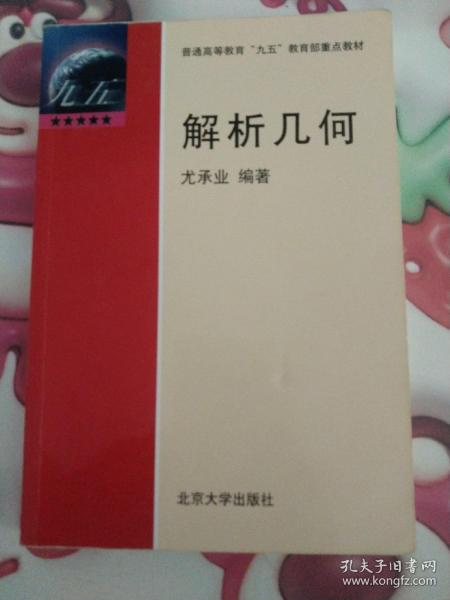 普通高等教育“九五”教育部重点教材
九五
解析几何
尤承业 编著
北京大学出版社
孔夫子旧书网
www.kongfz.com